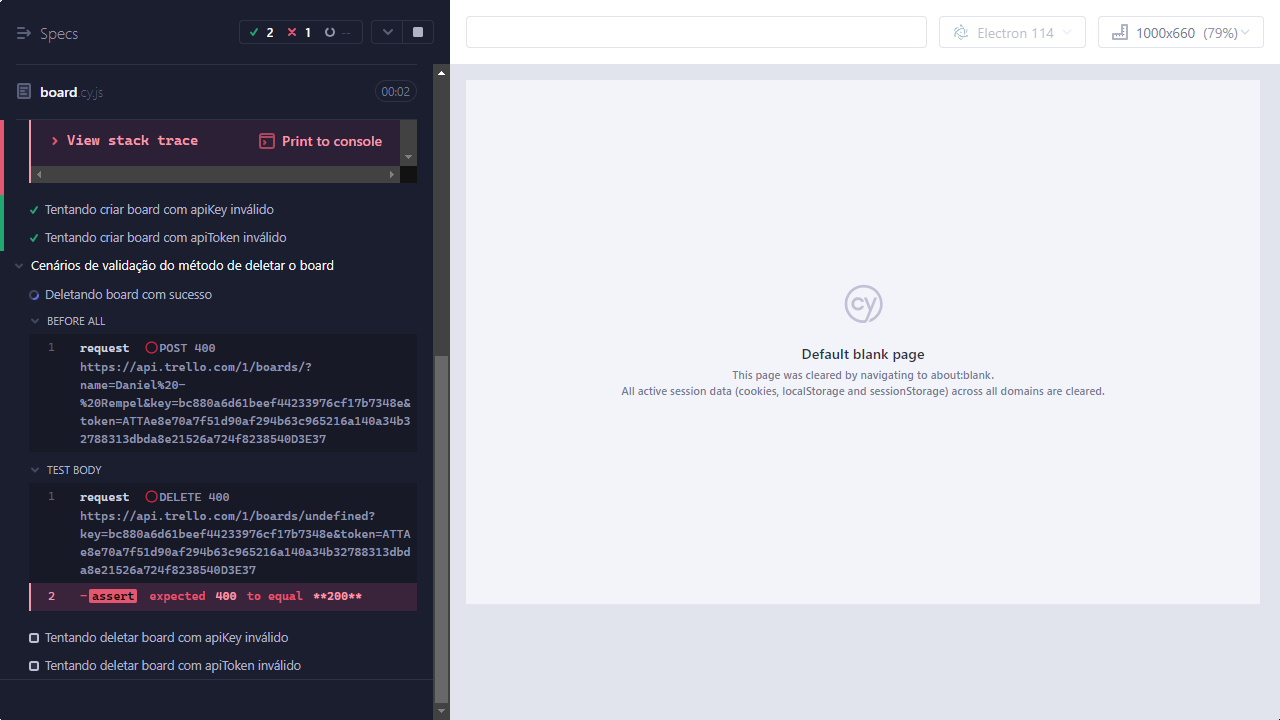 Specs
2
1
--
Electron 114
1000x660 (79%)
board.cy.js
00:02
View stack trace
Print to console
Tentando criar board com apiKey inválido
Tentando criar board com apiToken inválido
Cenários de validação do método de deletar o board
Deletando board com sucesso
BEFORE ALL
1 request POST 400
https://api.trello.com/1/boards/?
name=Daniel%20-
%20Rempel&key=bc880a6d61beef44233976cf17b7348e&
token=ATTAe8e70a7f51d90af294b63c965216a140a34b3
2788313dbda8e21526a724f8238540D3E37
TEST BODY
1 request DELETE 400
https://api.trello.com/1/boards/undefined?
key=bc880a6d61beef44233976cf17b7348e&token=ATTA
e8e70a7f51d90af294b63c965216a140a34b32788313dbd
a8e21526a724f8238540D3E37
2 -assert expected 400 to equal **200**
Tentando deletar board com apiKey inválido
Tentando deletar board com apiToken inválido
cy
Default blank page
This page was cleared by navigating to about:blank.
All active session data (cookies, localStorage and sessionStorage) across all domains are cleared.